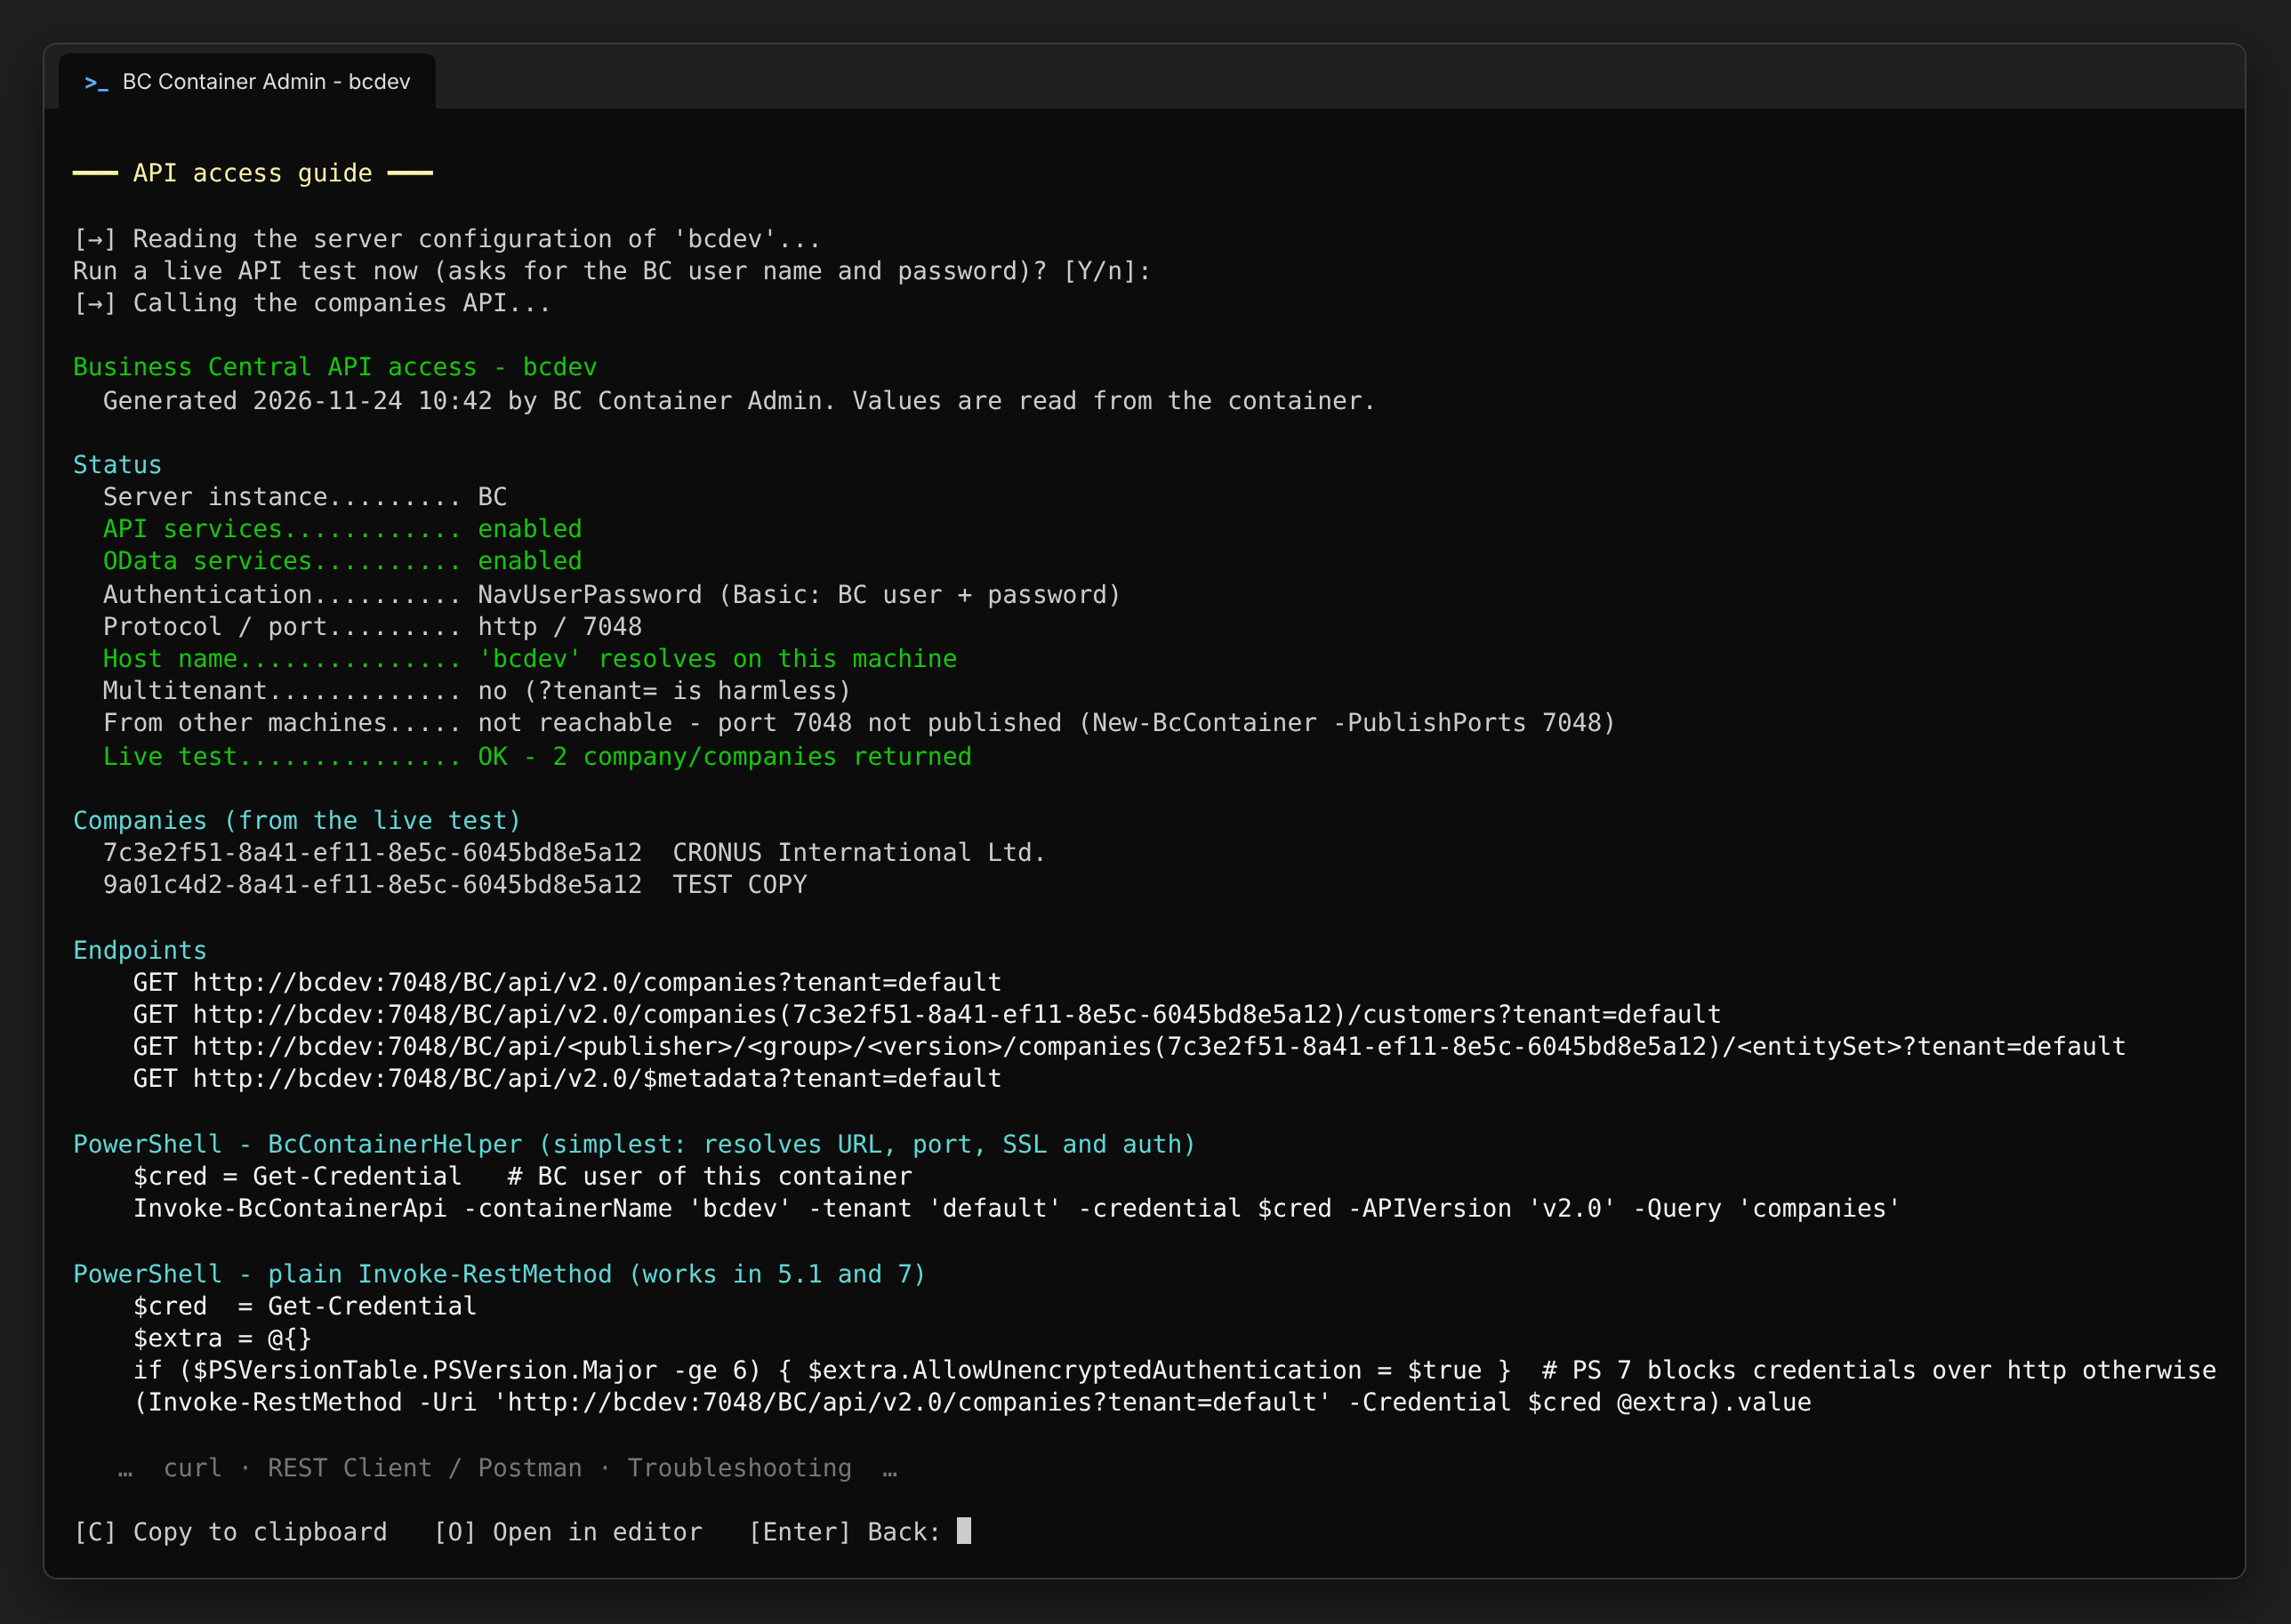 >_ BC Container Admin - bcdev
━━━ API access guide ━━━
[→] Reading the server configuration of 'bcdev'...
Run a live API test now (asks for the BC user name and password)? [Y/n]:
[→] Calling the companies API...
Business Central API access - bcdev
Generated 2026-11-24 10:42 by BC Container Admin. Values are read from the container.
Status
Server instance......... BC
API services............ enabled
OData services.......... enabled
Authentication.......... NavUserPassword (Basic: BC user + password)
Protocol / port......... http / 7048
Host name............... 'bcdev' resolves on this machine
Multitenant............. no (?tenant= is harmless)
From other machines..... not reachable - port 7048 not published (New-BcContainer -PublishPorts 7048)
Live test............... OK - 2 company/companies returned
Companies (from the live test)
7c3e2f51-8a41-ef11-8e5c-6045bd8e5a12  CRONUS International Ltd.
9a01c4d2-8a41-ef11-8e5c-6045bd8e5a12  TEST COPY
Endpoints
GET http://bcdev:7048/BC/api/v2.0/companies?tenant=default
GET http://bcdev:7048/BC/api/v2.0/companies(7c3e2f51-8a41-ef11-8e5c-6045bd8e5a12)/customers?tenant=default
GET http://bcdev:7048/BC/api/<publisher>/<group>/<version>/companies(7c3e2f51-8a41-ef11-8e5c-6045bd8e5a12)/<entitySet>?tenant=default
GET http://bcdev:7048/BC/api/v2.0/$metadata?tenant=default
PowerShell - BcContainerHelper (simplest: resolves URL, port, SSL and auth)
$cred = Get-Credential   # BC user of this container
Invoke-BcContainerApi -containerName 'bcdev' -tenant 'default' -credential $cred -APIVersion 'v2.0' -Query 'companies'
PowerShell - plain Invoke-RestMethod (works in 5.1 and 7)
$cred  = Get-Credential
$extra = @{}
if ($PSVersionTable.PSVersion.Major -ge 6) { $extra.AllowUnencryptedAuthentication = $true }  # PS 7 blocks credentials over http otherwise
(Invoke-RestMethod -Uri 'http://bcdev:7048/BC/api/v2.0/companies?tenant=default' -Credential $cred @extra).value
…  curl · REST Client / Postman · Troubleshooting  …
[C] Copy to clipboard   [O] Open in editor   [Enter] Back: